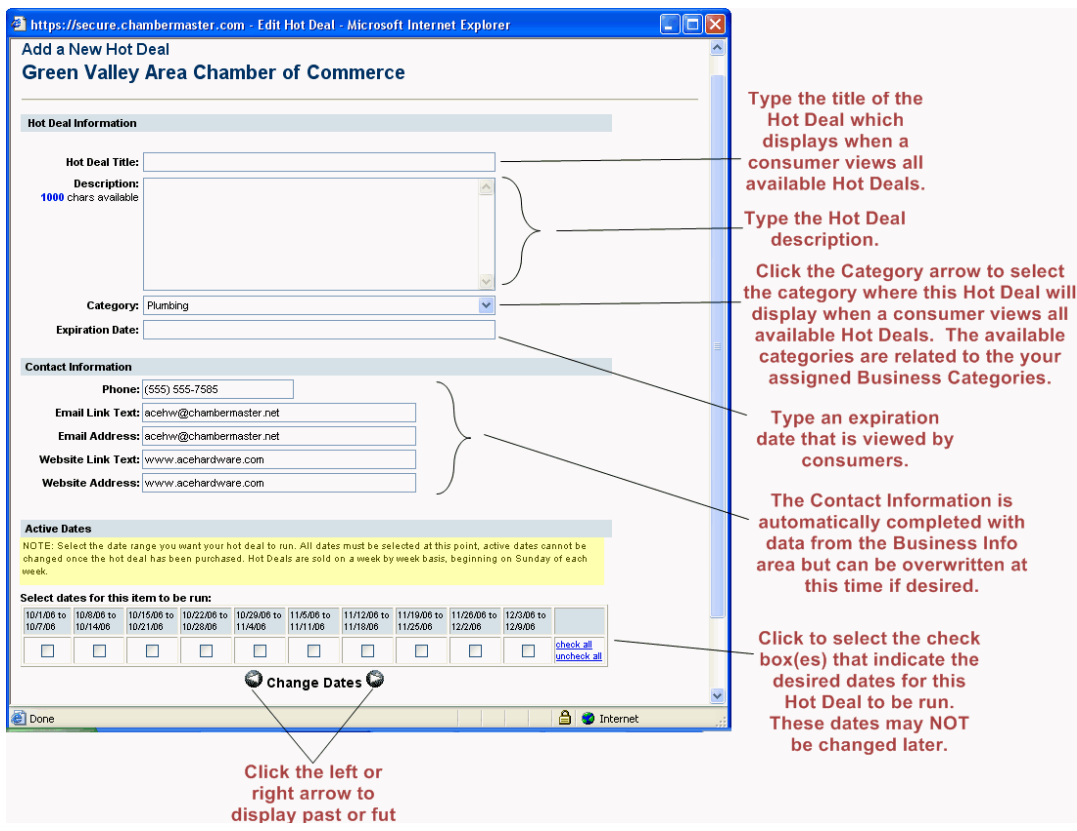 https://secure.chambermaster.com - Edit Hot Deal - Microsoft Internet Explorer
Add a New Hot Deal
Green Valley Area Chamber of Commerce
Hot Deal Information
Hot Deal Title:
Description:
1000 chars available
Category: Plumbing
Expiration Date:
Contact Information
Phone: (555) 555-7585
Email Link Text: acehw@chambermaster.net
Email Address: acehw@chambermaster.net
Website Link Text: www.acehardware.com
Website Address: www.acehardware.com
Active Dates
NOTE: Select the date range you want your hot deal to run. All dates must be selected at this point, active dates cannot be
changed once the hot deal has been purchased. Hot Deals are sold on a week by week basis, beginning on Sunday of each
week.
Select dates for this item to be run:
10/1/06 to 10/8/06 to 10/15/06 to 10/22/06 to 10/29/06 to 11/5/06 to 11/12/06 to 11/19/06 to 11/26/06 to 12/3/06 to
10/7/06 10/14/06 10/21/06 10/28/06 11/4/06 11/11/06 11/18/06 11/25/06 12/2/06 12/9/06
check all
uncheck all
Change Dates
Done
Internet
Type the title of the
Hot Deal which
displays when a
consumer views all
available Hot Deals.
Type the Hot Deal
description.
Click the Category arrow to select
the category where this Hot Deal will
display when a consumer views all
available Hot Deals. The available
categories are related to the your
assigned Business Categories.
Type an expiration
date that is viewed by
consumers.
The Contact Information is
automatically completed with
data from the Business Info
area but can be overwritten at
this time if desired.
Click to select the check
box(es) that indicate the
desired dates for this
Hot Deal to be run.
These dates may NOT
be changed later.
Click the left or
right arrow to
display past or fut